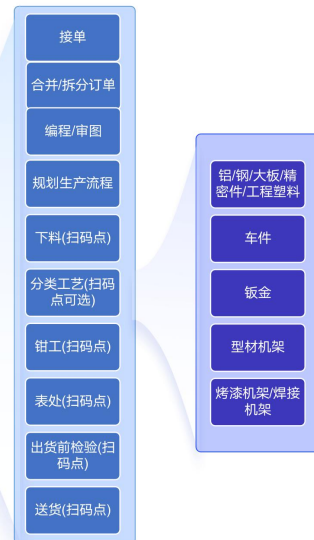 接单
合并/拆分订单
编程/审图
规划生产流程
下料(扫码点)
分类工艺(扫码
点可选)
钳工(扫码点)
表处(扫码点)
出货前检验(扫
码点)
送货(扫码点)
铝/钢/大板/精
密件/工程塑料
车件
钣金
型材机架
烤漆机架/焊接
机架